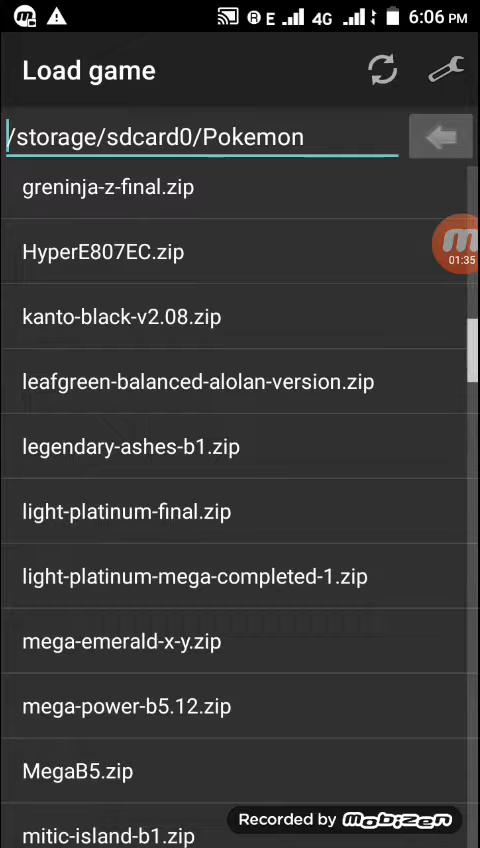 R E 4G 6:06 PM
Load game
/storage/sdcard0/Pokemon
greninja-z-final.zip
HyperE807EC.zip
m
01:35
kanto-black-v2.08.zip
leafgreen-balanced-alolan-version.zip
legendary-ashes-b1.zip
light-platinum-final.zip
light-platinum-mega-completed-1.zip
mega-emerald-x-y.zip
mega-power-b5.12.zip
MegaB5.zip
Recorded by mobizen
mitic-island-b1.zip